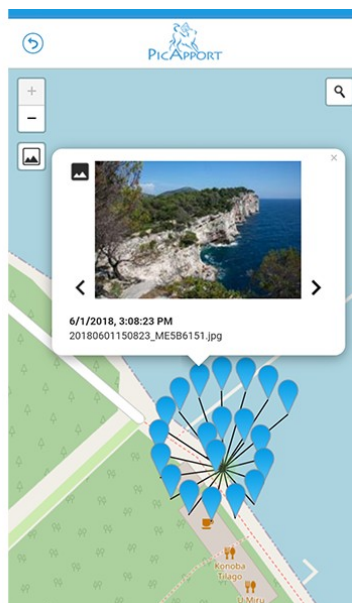 PICAPPORT
+
−
×
6/1/2018, 3:08:23 PM
20180601150823_ME5B6151.jpg
Konoba
Tilago
U Miru